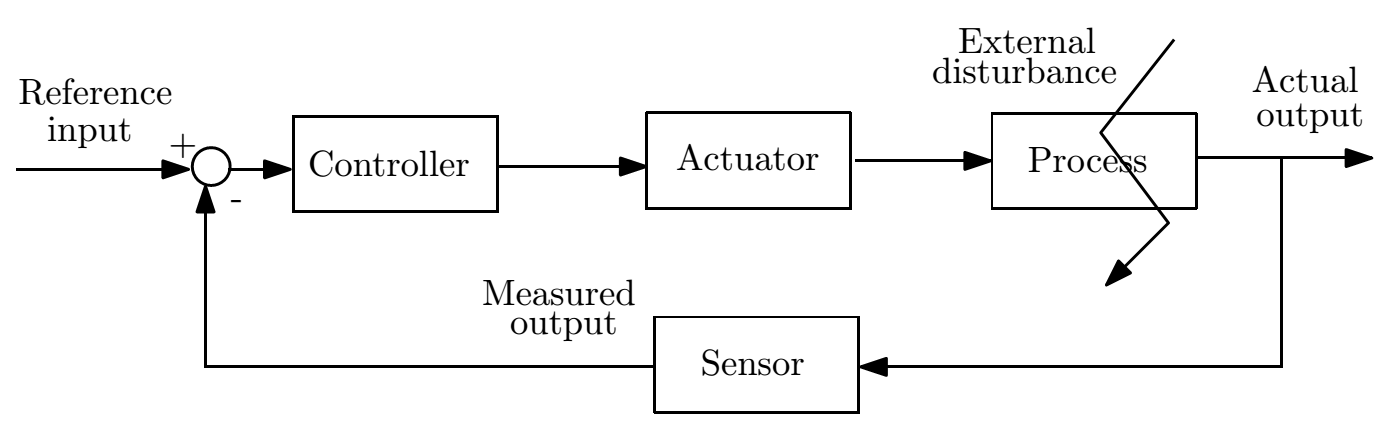 Reference
input
+
-
Controller
Actuator
External
disturbance
Process
Actual
output
Measured
output
Sensor